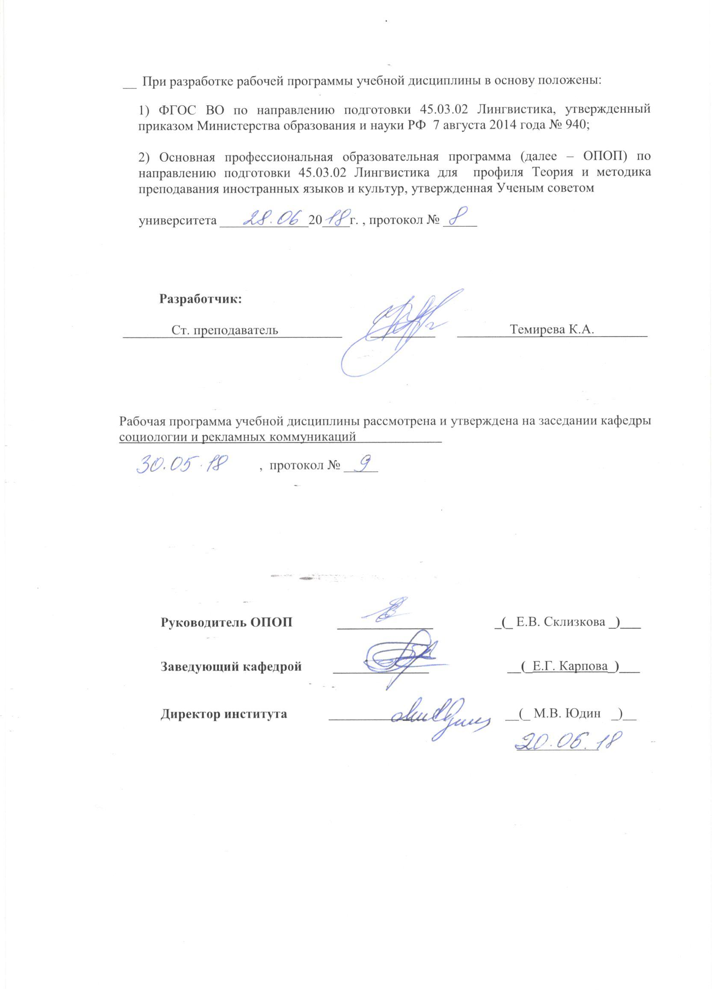 __ При разработке рабочей программы учебной дисциплины в основу положены:
1) ФГОС ВО по направлению подготовки 45.03.02 Лингвистика, утвержденный
приказом Министерства образования и науки РФ 7 августа 2014 года № 940;
2) Основная профессиональная образовательная программа (далее – ОПОП) по
направлению подготовки 45.03.02 Лингвистика для профиля Теория и методика
преподавания иностранных языков и культур, утвержденная Ученым советом
университета 28.06 2018г. , протокол № 8
Разработчик:
Ст. преподаватель Темирева К.А.
Рабочая программа учебной дисциплины рассмотрена и утверждена на заседании кафедры
социологии и рекламных коммуникаций
30.05.18 , протокол № 9
Руководитель ОПОП _(_ Е.В. Склизкова _)___
Заведующий кафедрой __(_Е.Г. Карпова_)___
Директор института __(_ М.В. Юдин _)__
20.06.18